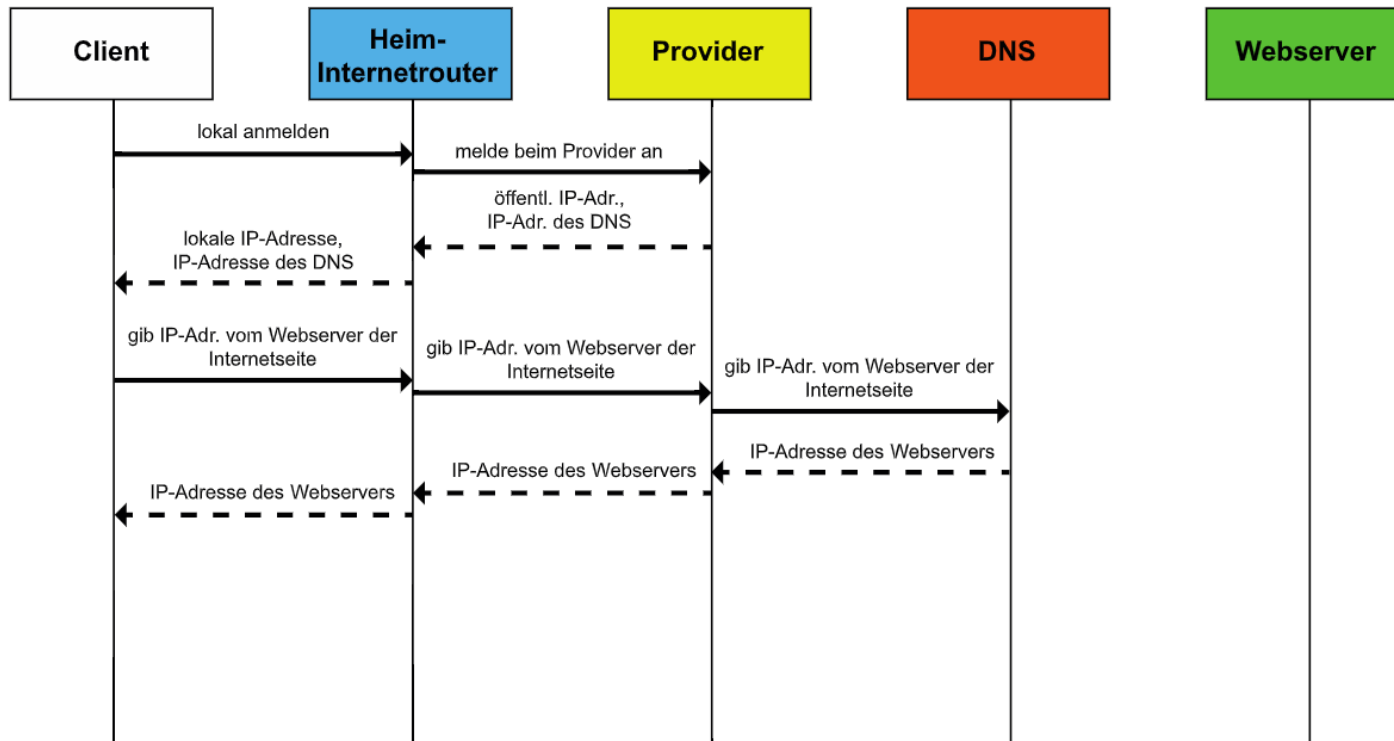 Client
Heim-
Internetrouter
Provider
DNS
Webserver
lokal anmelden
melde beim Provider an
öffentl. IP-Adr.,
IP-Adr. des DNS
lokale IP-Adresse,
IP-Adresse des DNS
gib IP-Adr. vom Webserver der
Internetseite
gib IP-Adr. vom Webserver der
Internetseite
gib IP-Adr. vom Webserver der
Internetseite
IP-Adresse des Webservers
IP-Adresse des Webservers
IP-Adresse des Webservers